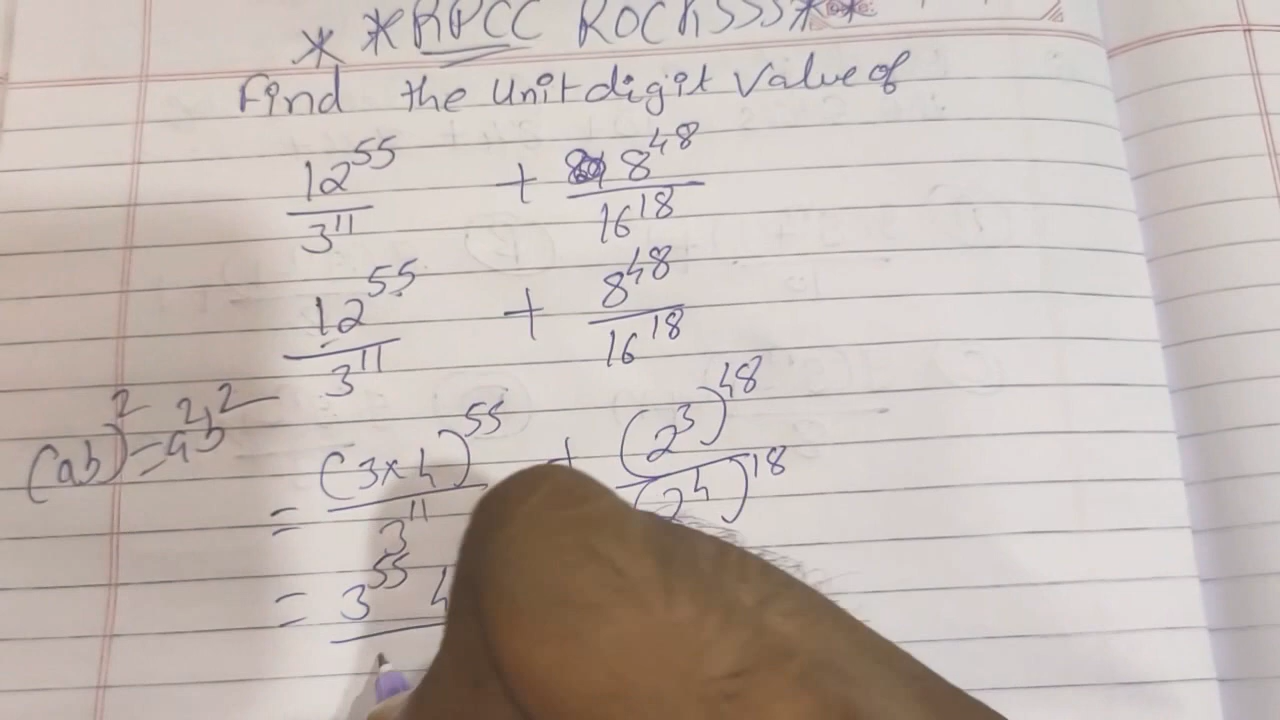 * *RPCC ROCKSSS**
Find the unit digit value of
12^55/3^11 + 8^48/16^18
12^55/3^11 + 8^48/16^18
(ab)^2 = a^2b^2
= (3×4)^55/3^11 + (2^3)^48/(2^4)^18
= 3^55 4